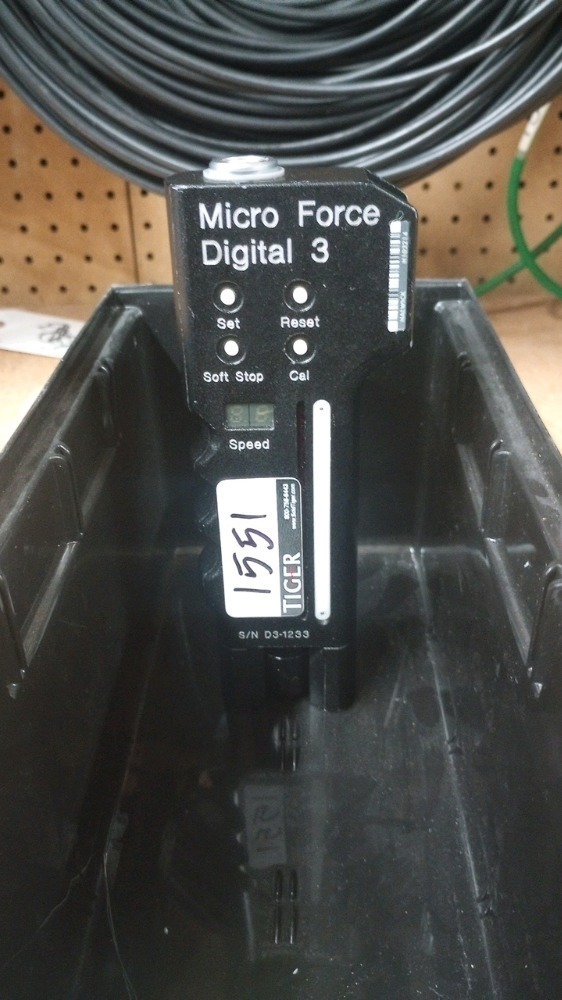 Micro Force
Digital 3
Set
Reset
Soft Stop
Cal
Speed
1551
TIGER
S/N D3-1233